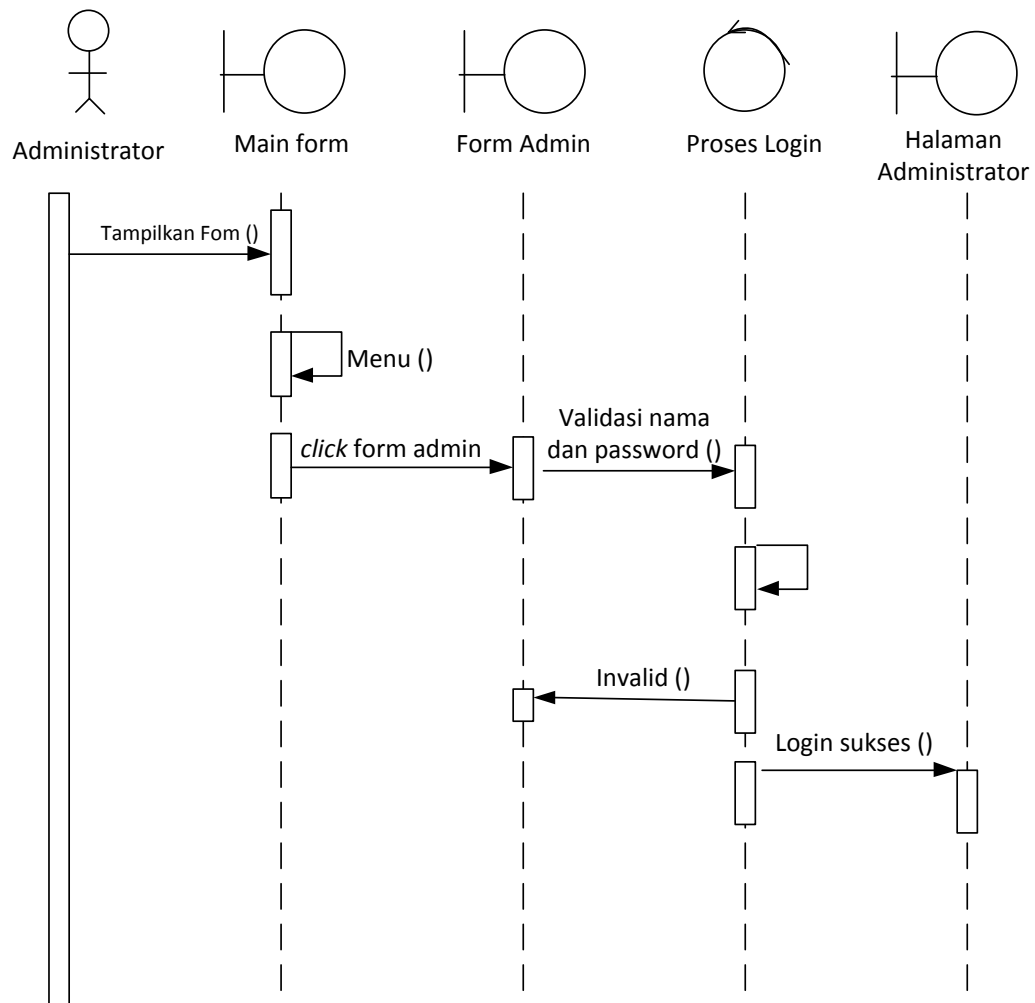 Administrator
Main form
Form Admin
Proses Login
Halaman
Administrator
Tampilkan Fom ()
Menu ()
click form admin
Validasi nama
dan password ()
Invalid ()
Login sukses ()